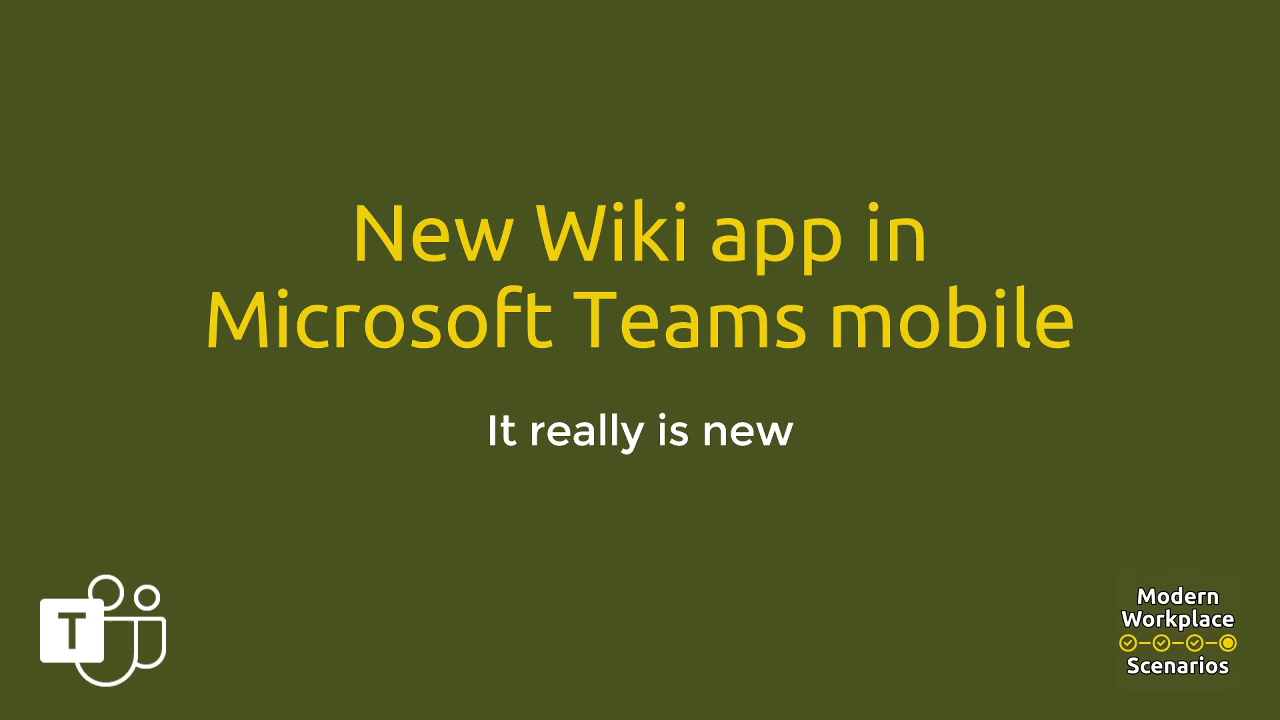 New Wiki app in
Microsoft Teams mobile
It really is new
T
Modern
Workplace
Scenarios